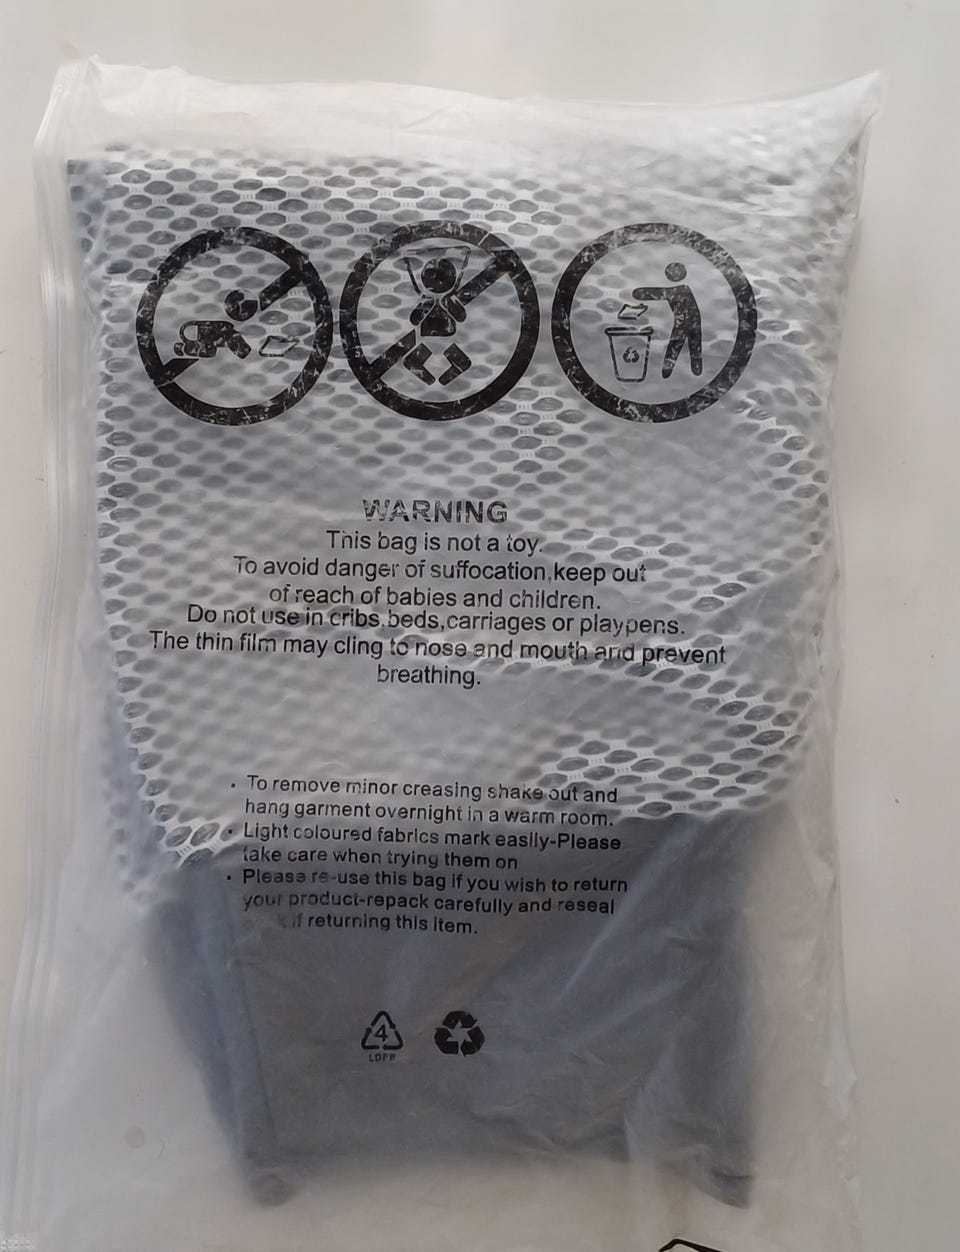 WARNING
This bag is not a toy.
To avoid danger of suffocation,keep out
of reach of babies and children.
Do not use in cribs,beds,carriages or playpens.
The thin film may cling to nose and mouth and prevent
breathing.
. To remove minor creasing shake out and
hang garment overnight in a warm room.
. Light coloured fabrics mark easily-Please
take care when trying them on
. Please re-use this bag if you wish to return
your product-repack carefully and reseal
if returning this item.
4
LDPE